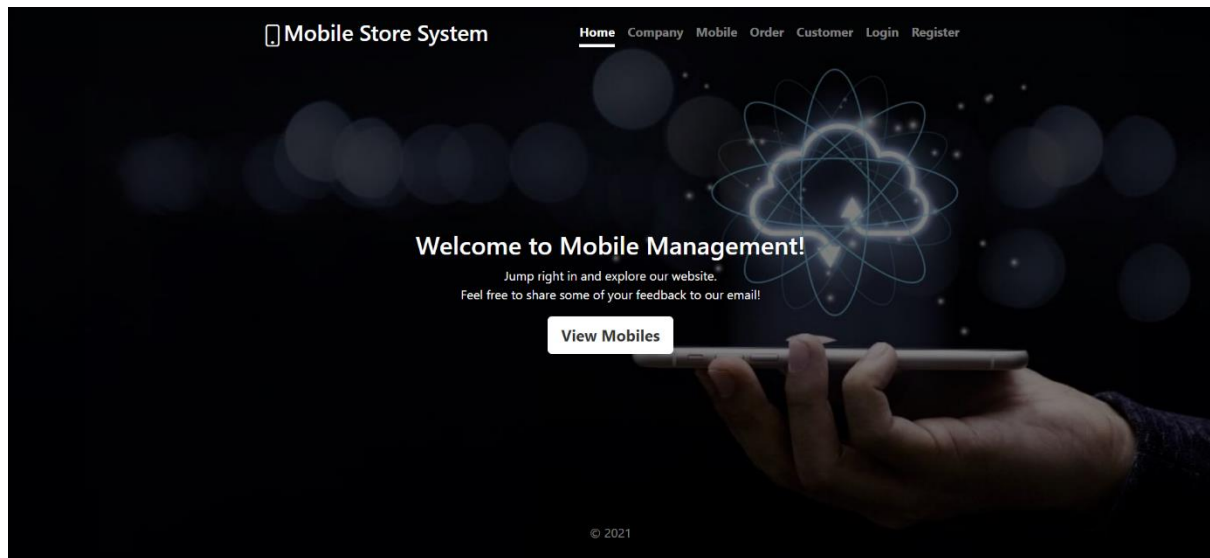 Mobile Store System
Home Company Mobile Order Customer Login Register
Welcome to Mobile Management!
Jump right in and explore our website.
Feel free to share some of your feedback to our email!
View Mobiles
© 2021